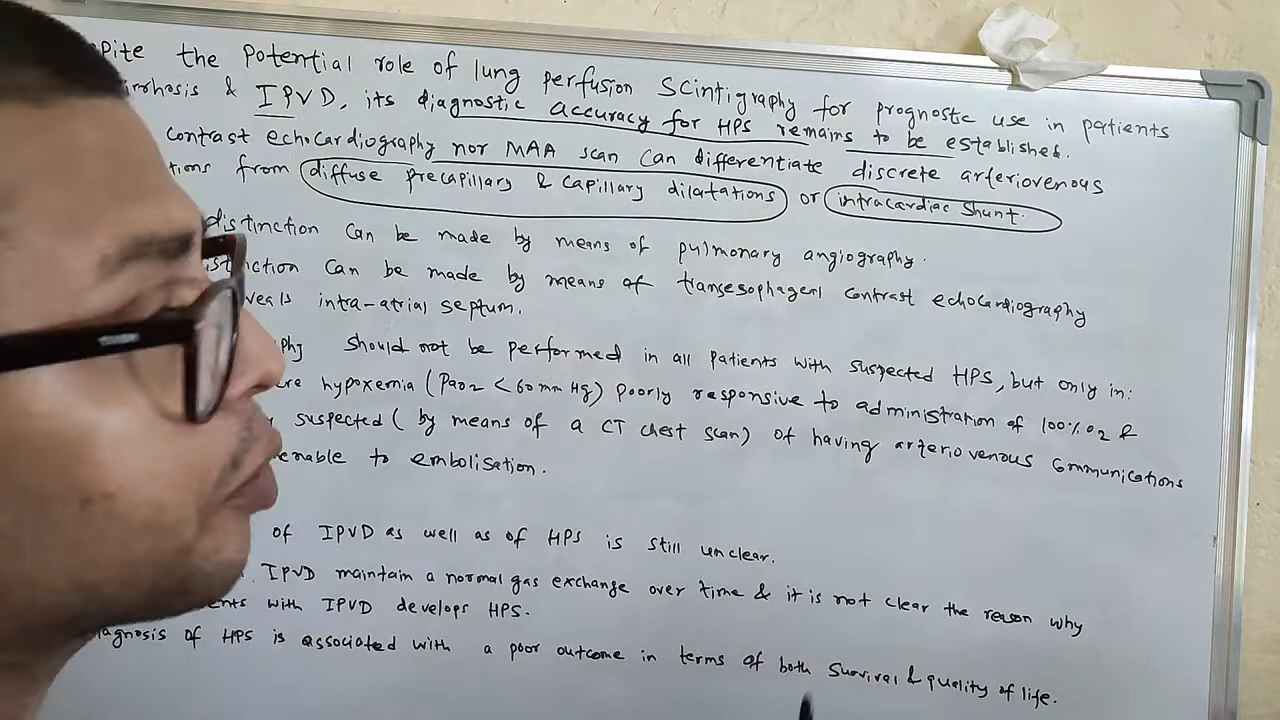 pite the potential role of lung perfusion Scintigraphy for prognostic use in patients
irrhosis & IPVD, its diagnostic accuracy for HPS remains to be established.
contrast echocardiography nor MAA scan can differentiate discrete arteriovenous
tions from diffuse precapillary & capillary dilatations or intracardiac shunt.
distinction can be made by means of pulmonary angiography.
istinction can be made by means of transesophageal contrast echocardiography
veals intra-atrial septum.
phy should not be performed in all patients with suspected HPS, but only in:
ere hypoxemia (PaO2 < 60 mm Hg) poorly responsive to administration of 100% O2 &
suspected (by means of a CT chest scan) of having arteriovenous communications
enable to embolisation.
of IPVD as well as of HPS is still unclear.
IPVD maintain a normal gas exchange over time & it is not clear the reason why
ents with IPVD develops HPS.
iagnosis of HPS is associated with a poor outcome in terms of both survival & quality of life.